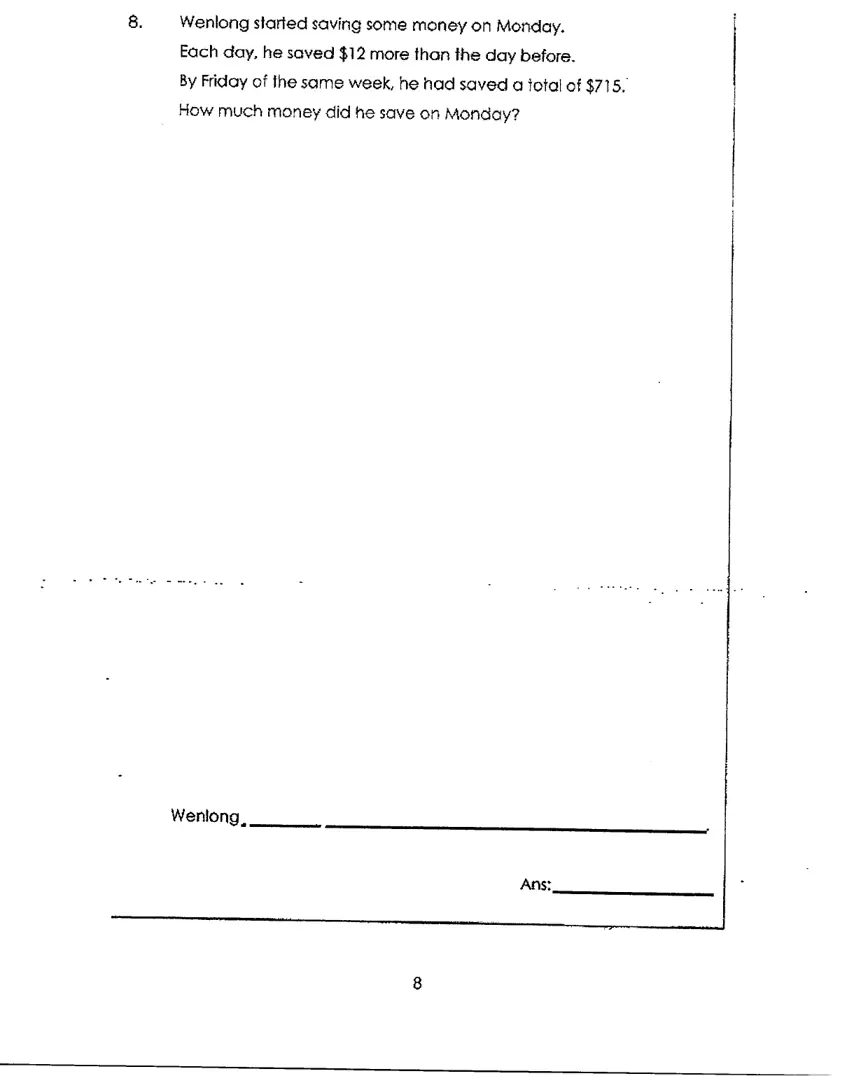 8. Wenlong started saving some money on Monday.
Each day, he saved $12 more than the day before.
By Friday of the same week, he had saved a total of $715.
How much money did he save on Monday?
Wenlong
Ans:
8